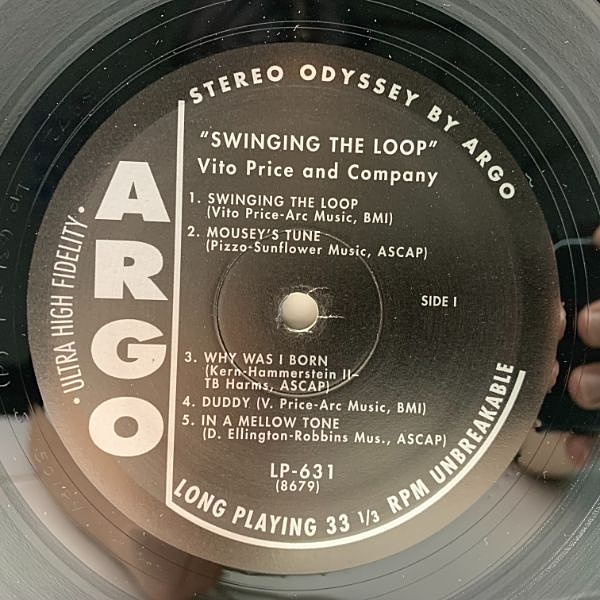 STEREO ODYSSEY BY ARGO
"SWINGING THE LOOP"
Vito Price and Company
1. SWINGING THE LOOP
(Vito Price-Arc Music, BMI)
2. MOUSEY'S TUNE
(Pizzo-Sunflower Music, ASCAP)
SIDE I
3. WHY WAS I BORN
(Kern-Hammerstein II-
TB Harms, ASCAP)
4. DUDDY (V. Price-Arc Music, BMI)
5. IN A MELLOW TONE
(D. Ellington-Robbins Mus., ASCAP)
LP-631
(8679)
• ULTRA HIGH FIDELITY •
ARGO
LONG PLAYING 33 1/3 RPM UNBREAKABLE